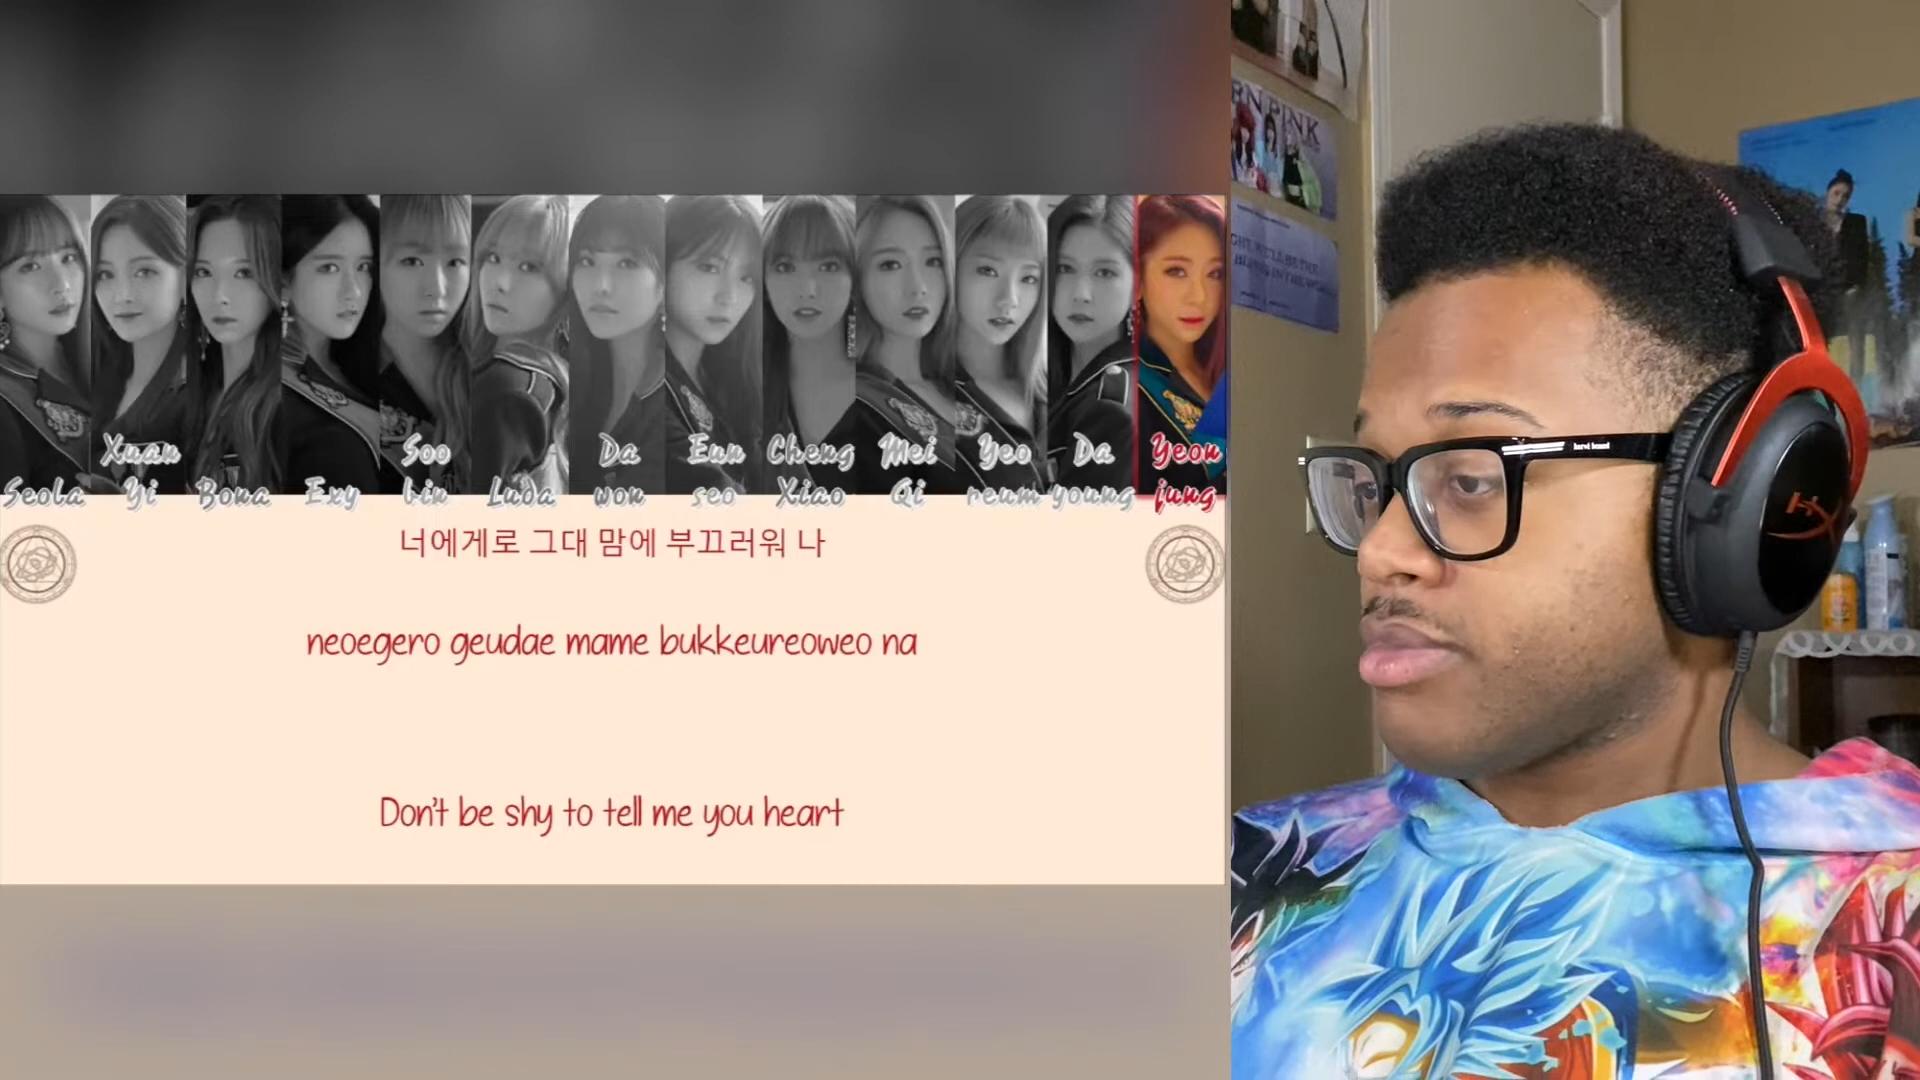 Xuan Soo Da Eun Cheng Mei Yeo Da Yeon
Seola Yi Bona Exy bin Luda won seo Xiao Qi reum young jung
너에게로 그대 맘에 부끄러워 나
neoegero geudae mame bukkeureoweo na
Don't be shy to tell me you heart
RN PINK
HX